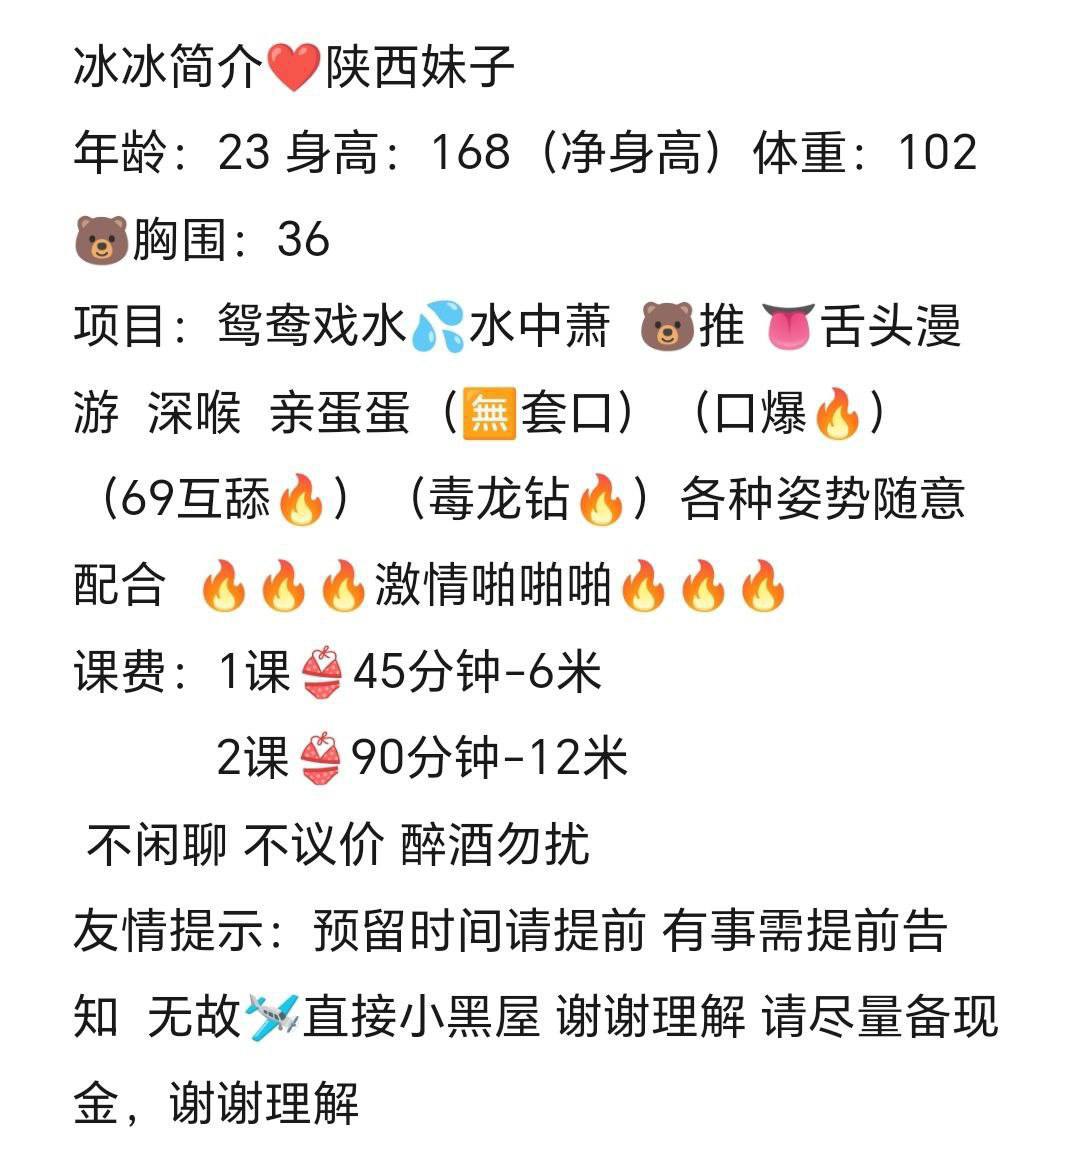 冰冰简介❤️陕西妹子
年龄：23 身高：168（净身高）体重：102
🐻胸围：36
项目：鸳鸯戏水💦水中萧 🐻推 👅舌头漫
游 深喉 亲蛋蛋（🈚套口）（口爆🔥）
（69互舔🔥）（毒龙钻🔥）各种姿势随意
配合 🔥🔥🔥激情啪啪啪🔥🔥🔥
课费：1课👙45分钟-6米
2课👙90分钟-12米
不闲聊 不议价 醉酒勿扰
友情提示：预留时间请提前 有事需提前告
知 无故🛩️直接小黑屋 谢谢理解 请尽量备现
金，谢谢理解